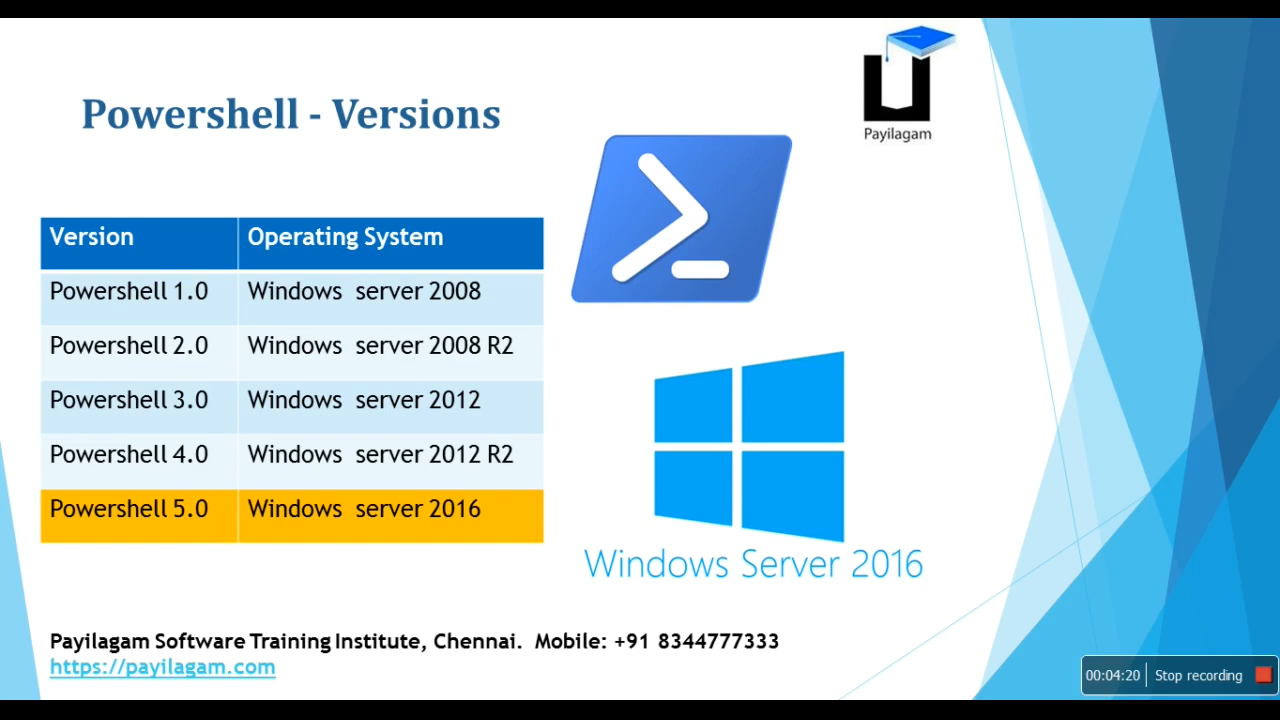 Payilagam
Powershell - Versions
Version Operating System
Powershell 1.0 Windows server 2008
Powershell 2.0 Windows server 2008 R2
Powershell 3.0 Windows server 2012
Powershell 4.0 Windows server 2012 R2
Powershell 5.0 Windows server 2016
Windows Server 2016
Payilagam Software Training Institute, Chennai. Mobile: +91 8344777333
https://payilagam.com
00:04:20 Stop recording